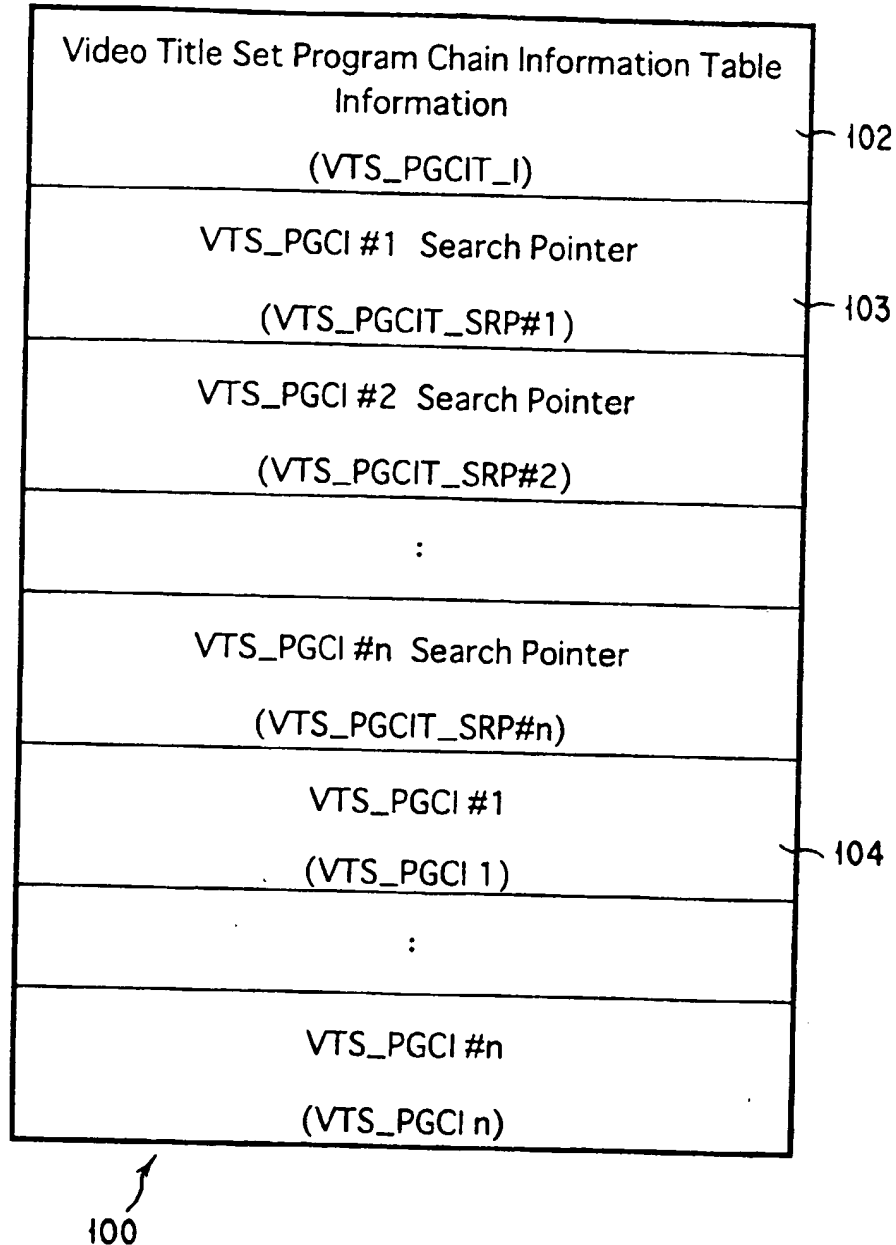 Video Title Set Program Chain Information Table
Information
(VTS_PGCIT_I)
102
VTS_PGCI #1 Search Pointer
(VTS_PGCIT_SRP#1)
103
VTS_PGCI #2 Search Pointer
(VTS_PGCIT_SRP#2)
:
VTS_PGCI #n Search Pointer
(VTS_PGCIT_SRP#n)
VTS_PGCI #1
(VTS_PGCI 1)
104
:
VTS_PGCI #n
(VTS_PGCI n)
100